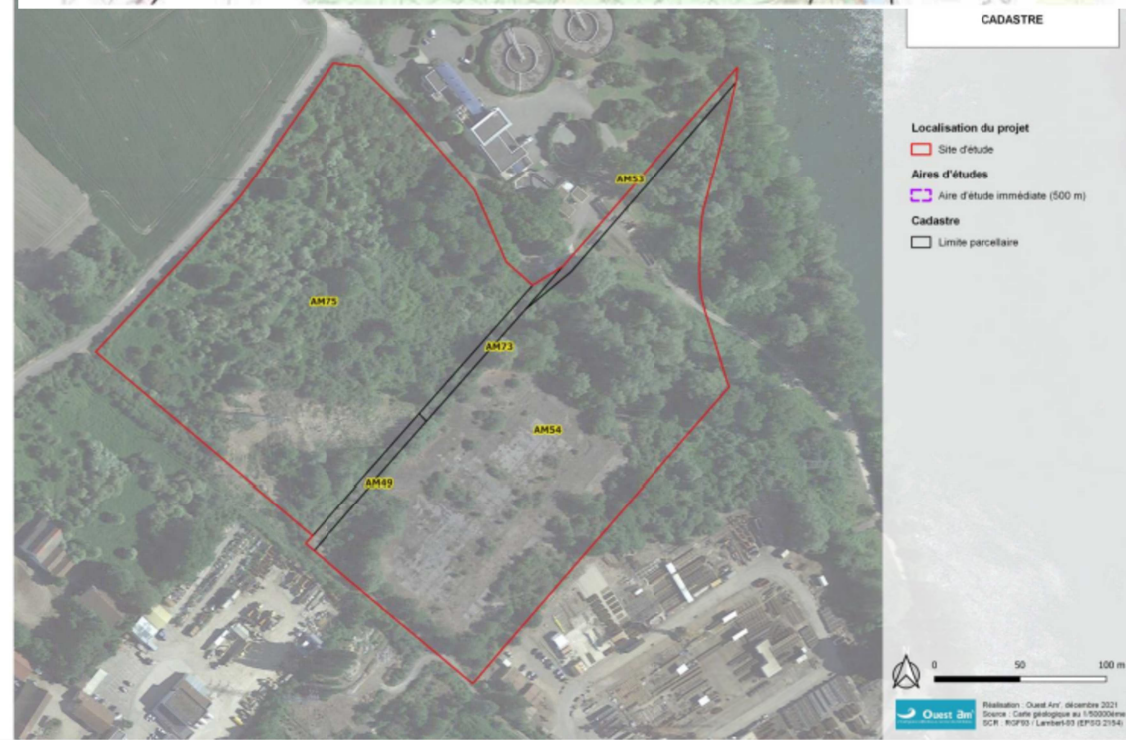 CADASTRE
Localisation du projet
Site d'étude
Aires d'études
Aire d'étude immédiate (500 m)
Cadastre
Limite parcellaire
AM53
AM75
AM73
AM54
AM49
0 50 100 m
Ouest am'
Réalisation : Ouest Am', décembre 2021
Source : Carte géologique au 1/50000ème
SCR : RGF93 / Lambert-93 (EPSG 2154)